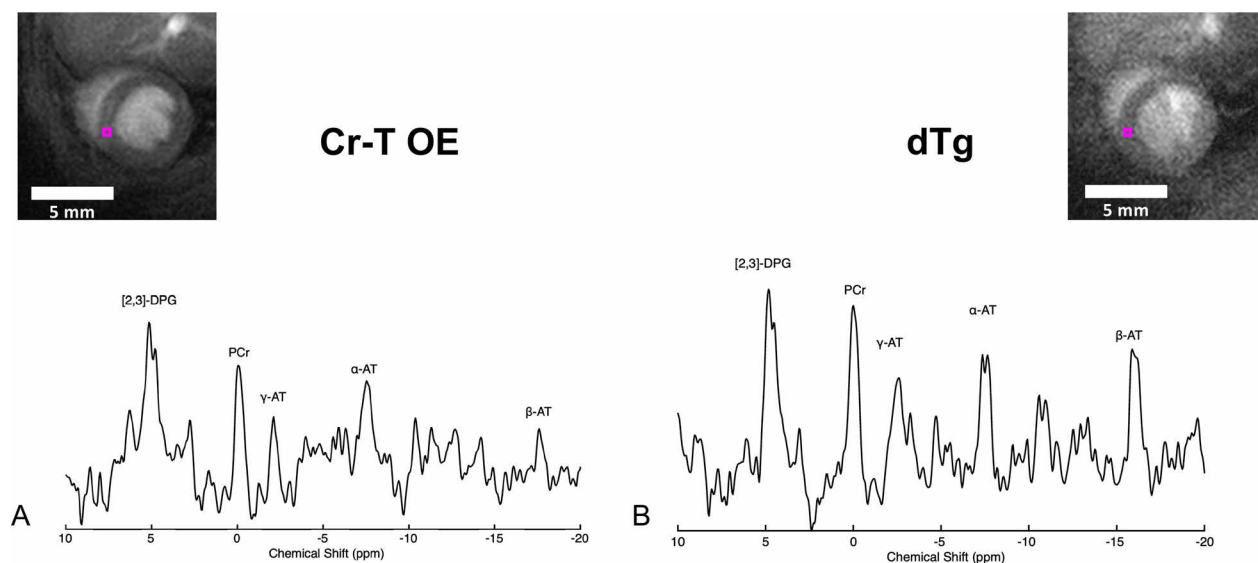 Cr-T OE
dTg
5 mm
5 mm
[2,3]-DPG
PCr
γ-AT
α-AT
β-AT
A
10
5
0
-5
-10
-15
-20
Chemical Shift (ppm)
[2,3]-DPG
PCr
γ-AT
α-AT
β-AT
B
10
5
0
-5
-10
-15
-20
Chemical Shift (ppm)